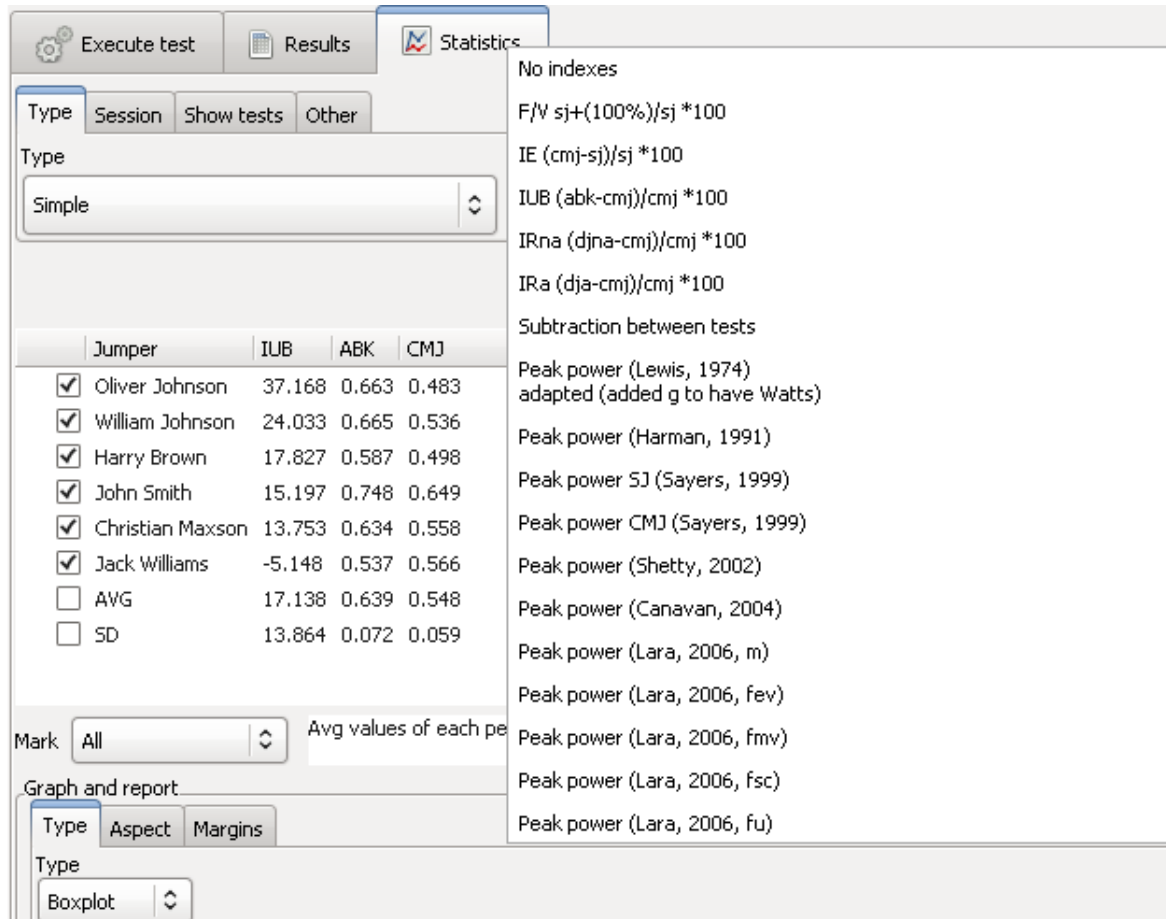 Execute test
Results
Statistics
Type
Session
Show tests
Other
Type
Simple
No indexes
F/V sj+(100%)/sj *100
IE (cmj-sj)/sj *100
IUB (abk-cmj)/cmj *100
IRna (djna-cmj)/cmj *100
IRa (dja-cmj)/cmj *100
Subtraction between tests
Peak power (Lewis, 1974)
adapted (added g to have Watts)
Peak power (Harman, 1991)
Peak power SJ (Sayers, 1999)
Peak power CMJ (Sayers, 1999)
Peak power (Shetty, 2002)
Peak power (Canavan, 2004)
Peak power (Lara, 2006, m)
Peak power (Lara, 2006, fev)
Peak power (Lara, 2006, fmv)
Peak power (Lara, 2006, fsc)
Peak power (Lara, 2006, fu)
Jumper IUB ABK CMJ
Oliver Johnson 37.168 0.663 0.483
William Johnson 24.033 0.665 0.536
Harry Brown 17.827 0.587 0.498
John Smith 15.197 0.748 0.649
Christian Maxson 13.753 0.634 0.558
Jack Williams -5.148 0.537 0.566
AVG 17.138 0.639 0.548
SD 13.864 0.072 0.059
Mark All
Avg values of each pe
Graph and report
Type
Aspect
Margins
Type
Boxplot